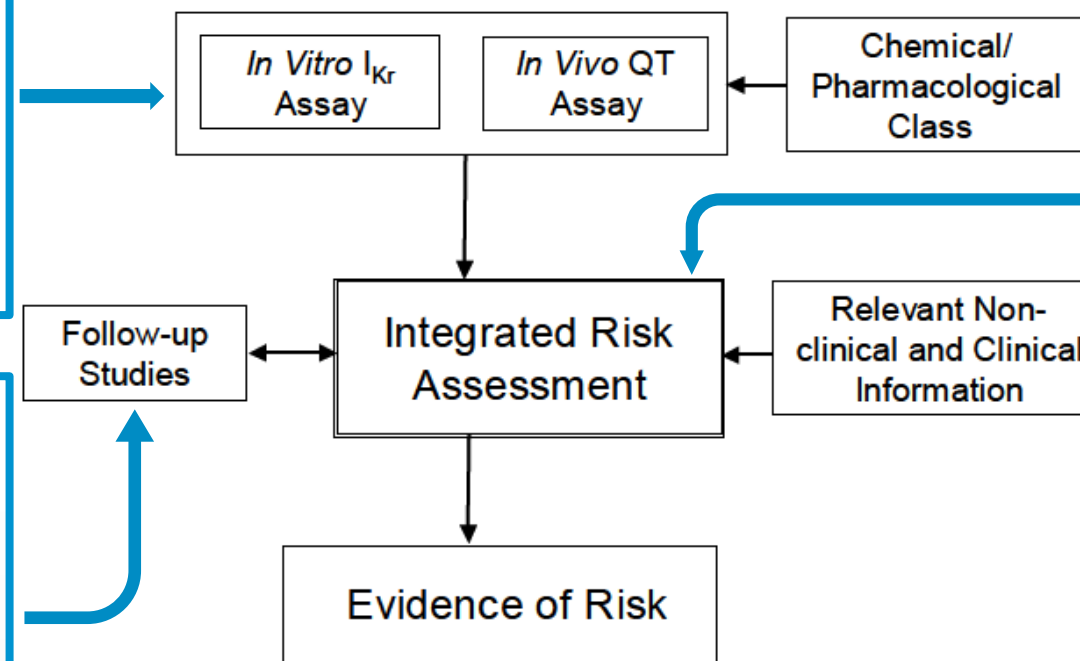 In Vitro IKr
Assay
In Vivo QT
Assay
Chemical/
Pharmacological
Class
Follow-up
Studies
Integrated Risk
Assessment
Relevant Non-
clinical and Clinical
Information
Evidence of Risk